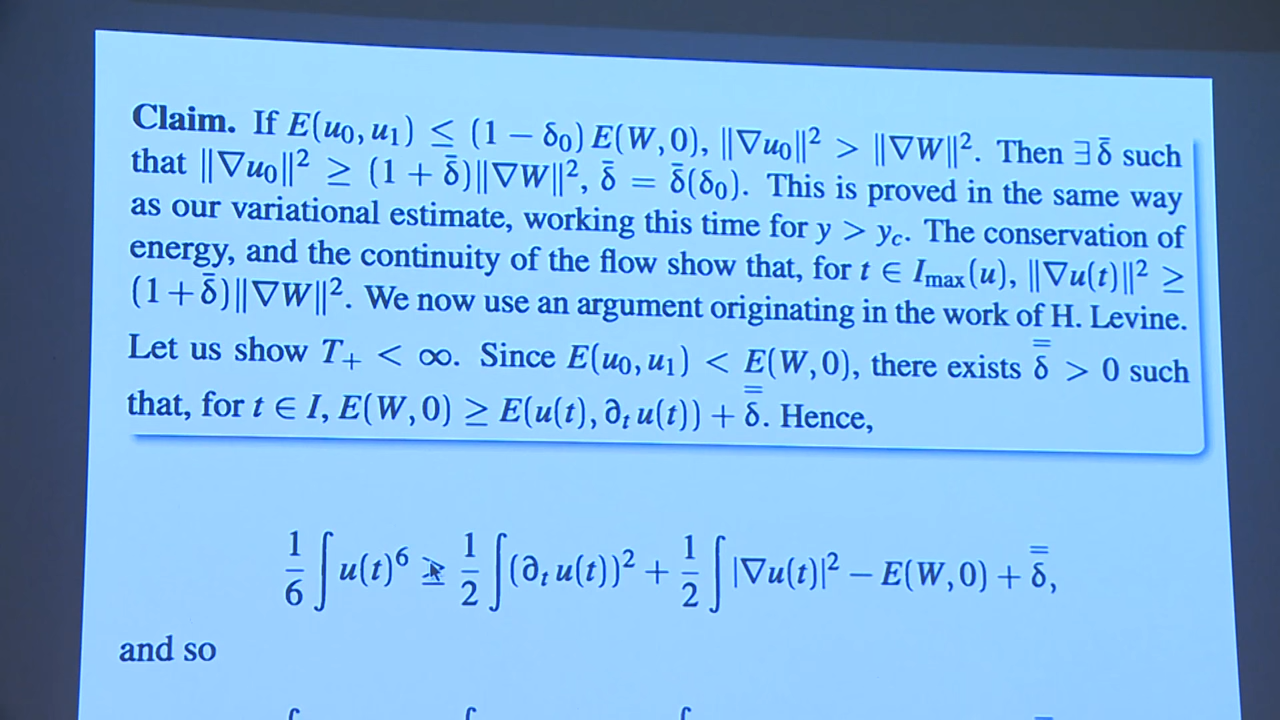 Claim. If E(u₀,u₁) ≤ (1 − δ₀)E(W,0), ‖∇u₀‖² > ‖∇W‖². Then ∃ δ̄ such
that ‖∇u₀‖² ≥ (1 + δ̄)‖∇W‖², δ̄ = δ̄(δ₀). This is proved in the same way
as our variational estimate, working this time for y > y_c. The conservation of
energy, and the continuity of the flow show that, for t ∈ I_max(u), ‖∇u(t)‖² ≥
(1+δ̄)‖∇W‖². We now use an argument originating in the work of H. Levine.
Let us show T₊ < ∞. Since E(u₀,u₁) < E(W,0), there exists δ̿ > 0 such
that, for t ∈ I, E(W,0) ≥ E(u(t),∂ₜu(t)) + δ̿. Hence,
1/6 ∫ u(t)⁶ ≥ 1/2 ∫(∂ₜu(t))² + 1/2 ∫|∇u(t)|² − E(W,0) + δ̿,
and so